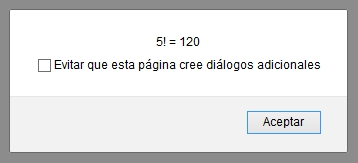 5! = 120
Evitar que esta página cree diálogos adicionales
Aceptar